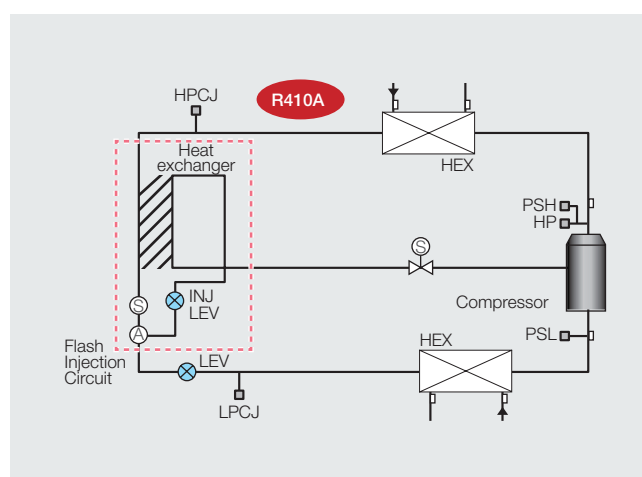 HPCJ
R410A
HEX
Heat
exchanger
PSH
HP
S
Compressor
S
INJ
LEV
A
Flash
Injection
Circuit
LEV
HEX
PSL
LPCJ